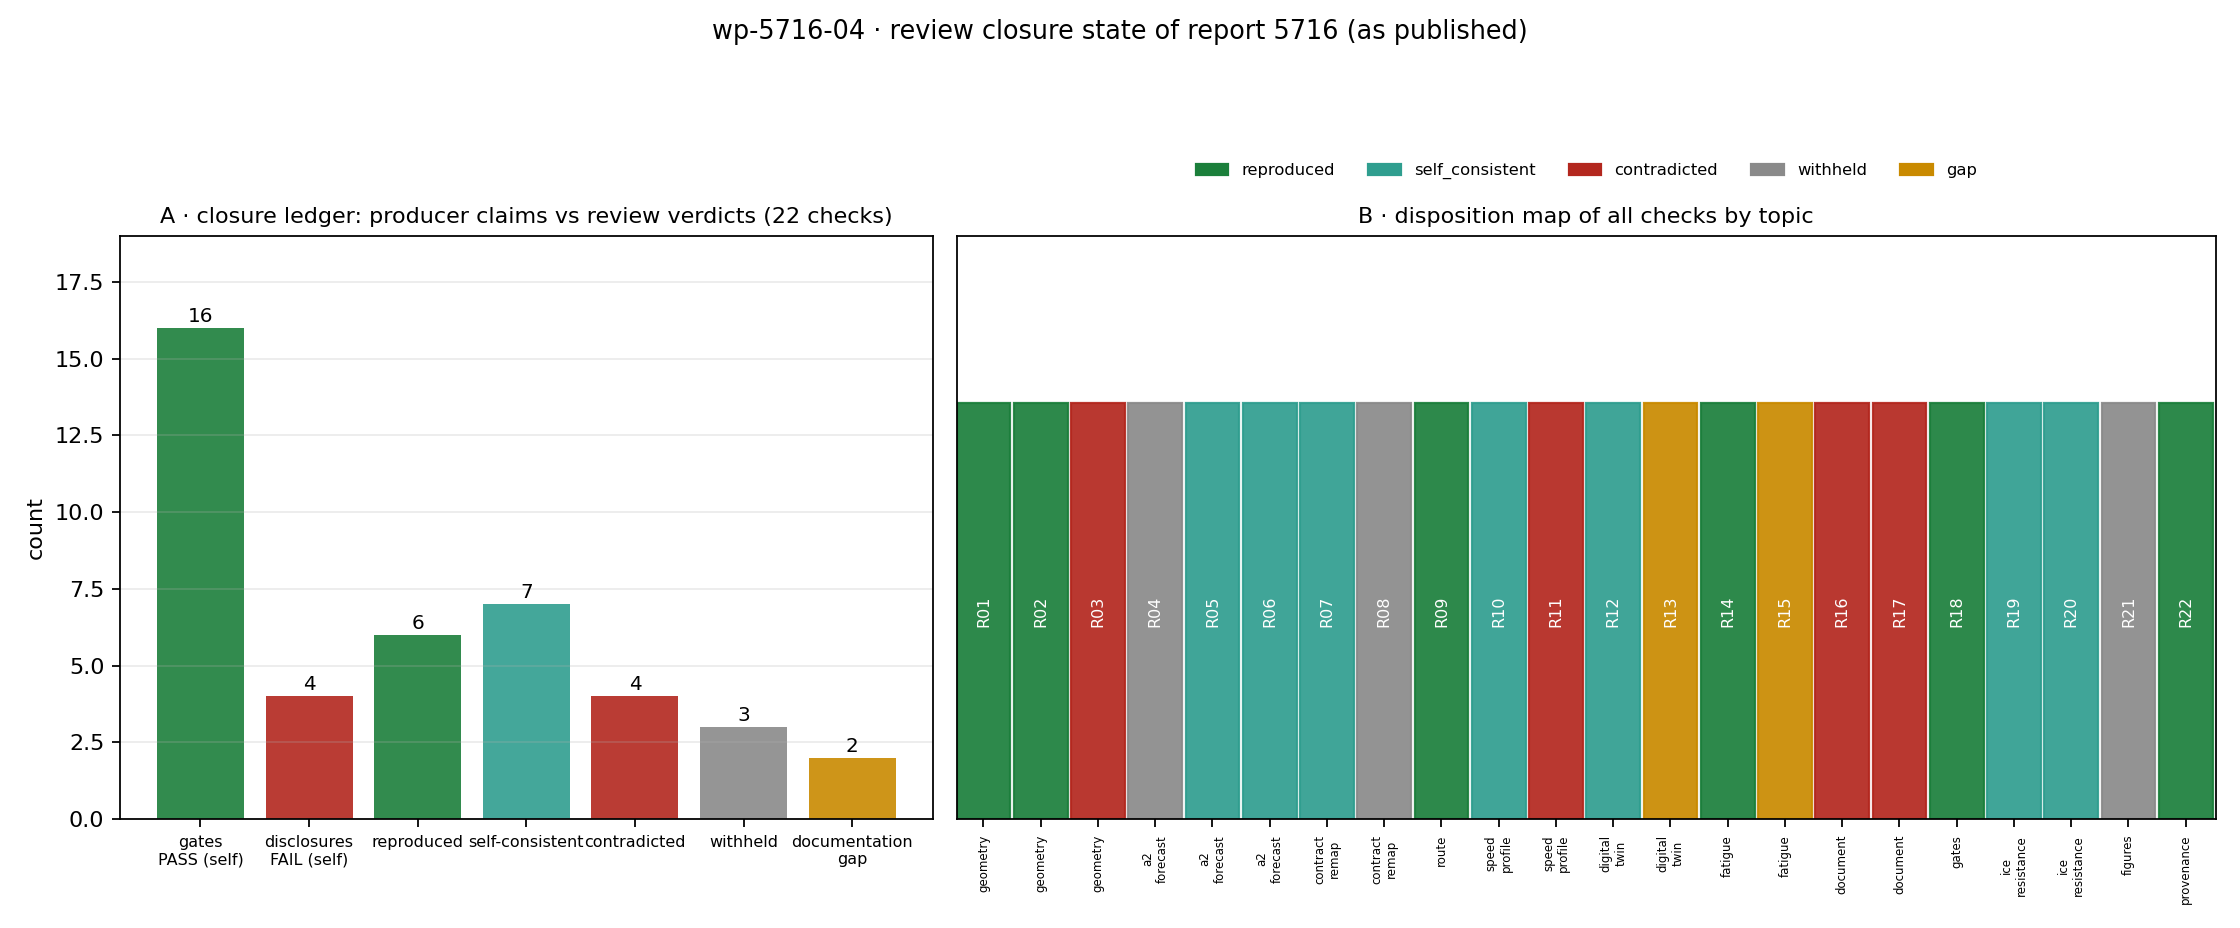 wp-5716-04 · review closure state of report 5716 (as published)
reproduced self_consistent contradicted withheld gap
A · closure ledger: producer claims vs review verdicts (22 checks)
B · disposition map of all checks by topic
count
17.5
15.0
12.5
10.0
7.5
5.0
2.5
0.0
16
4
6
7
4
3
2
gates
PASS (self)
disclosures
FAIL (self)
reproduced
self-consistent
contradicted
withheld
documentation
gap
R01
R02
R03
R04
R05
R06
R07
R08
R09
R10
R11
R12
R13
R14
R15
R16
R17
R18
R19
R20
R21
R22
geometry
geometry
geometry
a2
forecast
a2
forecast
a2
forecast
contract
remap
contract
remap
route
speed
profile
speed
profile
digital
twin
digital
twin
fatigue
fatigue
document
document
gates
ice
resistance
ice
resistance
figures
provenance